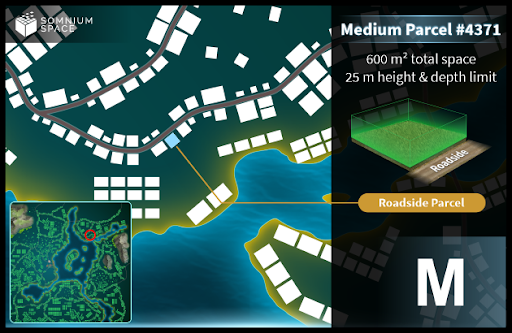 SOMNIUM
SPACE
Medium Parcel #4371
600 m² total space
25 m height & depth limit
Roadside
Roadside Parcel
M